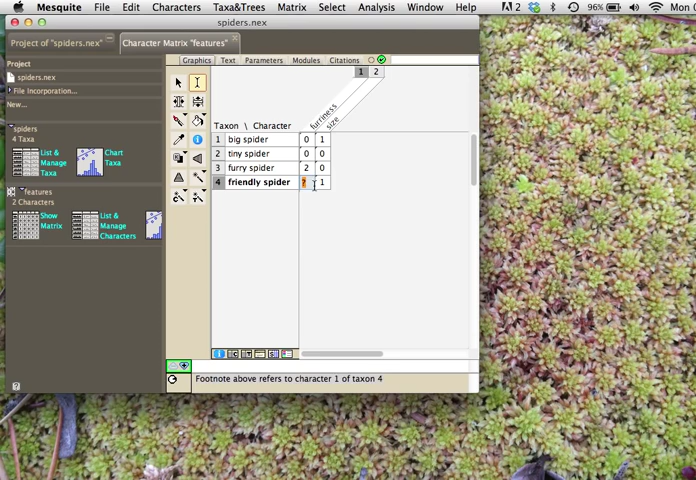 Mesquite File Edit Characters Taxa&Trees Matrix Select Analysis Window Help 2 96% Mon
spiders.nex
Project of "spiders.nex"
Character Matrix "features"
Project
spiders.nex
File Incorporation...
New...
spiders
4 Taxa
List & Manage Taxa
Chart Taxa
features
2 Characters
Show Matrix
List & Manage Characters
Graphics Text Parameters Modules Citations
1 2
furriness
size
Taxon \ Character
1 big spider 0 1
2 tiny spider 0 0
3 furry spider 2 0
4 friendly spider ? 1
Footnote above refers to character 1 of taxon 4